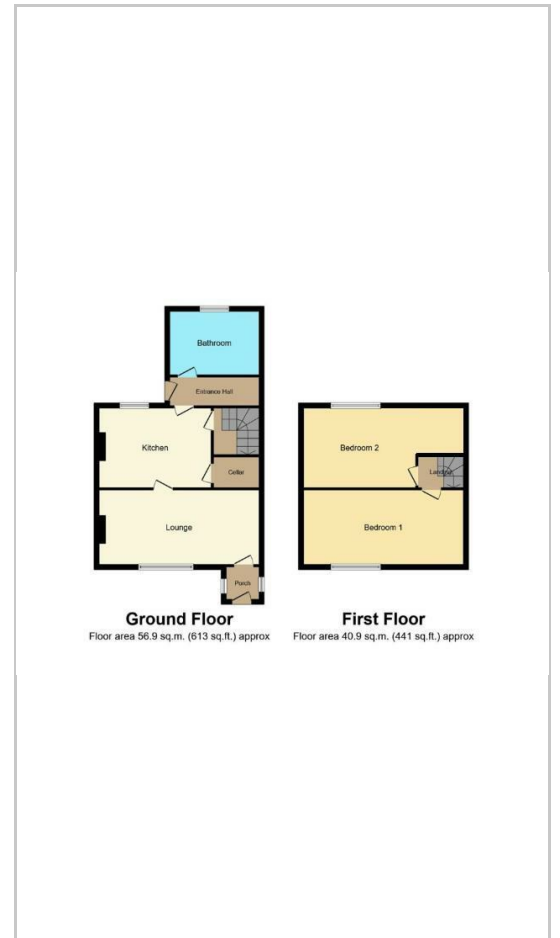 Bathroom
Entrance Hall
Kitchen
Cellar
Lounge
Porch
Ground Floor
Floor area 56.9 sq.m. (613 sq.ft.) approx
Bedroom 2
Landing
Bedroom 1
First Floor
Floor area 40.9 sq.m. (441 sq.ft.) approx